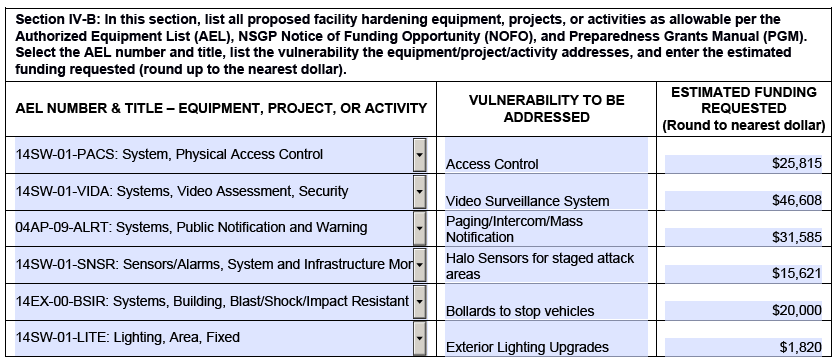 Section IV-B: In this section, list all proposed facility hardening equipment, projects, or activities as allowable per the
Authorized Equipment List (AEL), NSGP Notice of Funding Opportunity (NOFO), and Preparedness Grants Manual (PGM).
Select the AEL number and title, list the vulnerability the equipment/project/activity addresses, and enter the estimated
funding requested (round up to the nearest dollar).
AEL NUMBER & TITLE – EQUIPMENT, PROJECT, OR ACTIVITY
VULNERABILITY TO BE
ADDRESSED
ESTIMATED FUNDING
REQUESTED
(Round to nearest dollar)
14SW-01-PACS: System, Physical Access Control
Access Control
$25,815
14SW-01-VIDA: Systems, Video Assessment, Security
Video Surveillance System
$46,608
04AP-09-ALRT: Systems, Public Notification and Warning
Paging/Intercom/Mass
Notification
$31,585
14SW-01-SNSR: Sensors/Alarms, System and Infrastructure Mor
Halo Sensors for staged attack
areas
$15,621
14EX-00-BSIR: Systems, Building, Blast/Shock/Impact Resistant
Bollards to stop vehicles
$20,000
14SW-01-LITE: Lighting, Area, Fixed
Exterior Lighting Upgrades
$1,820